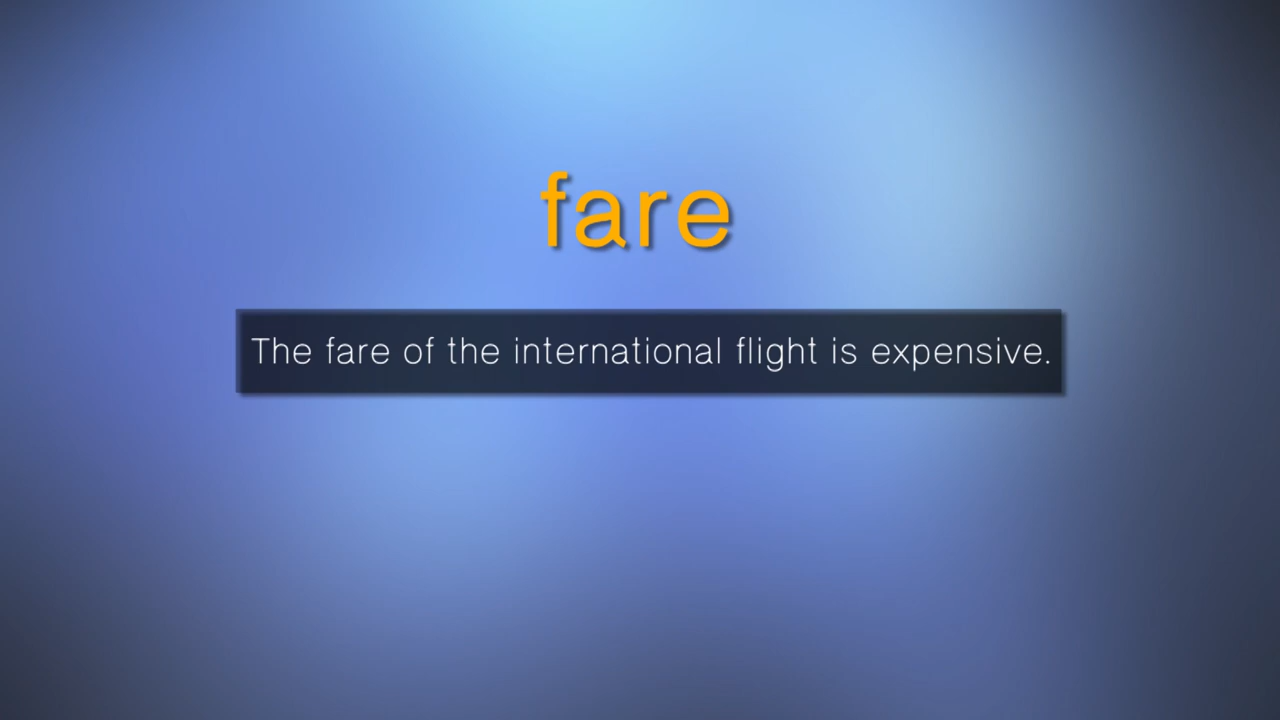 fare
The fare of the international flight is expensive.